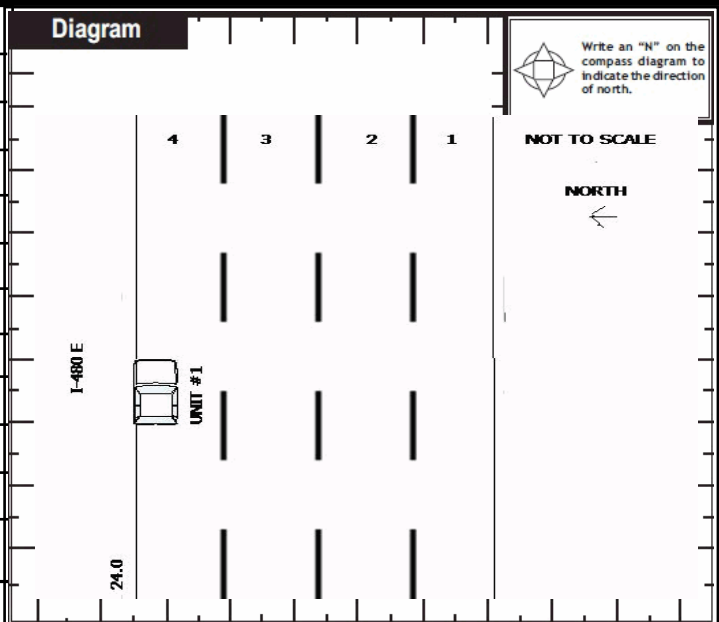 Diagram
Write an “N” on the
compass diagram to
indicate the direction
of north.
4 3 2 1
NOT TO SCALE
NORTH
I-480 E
UNIT #1
24.0